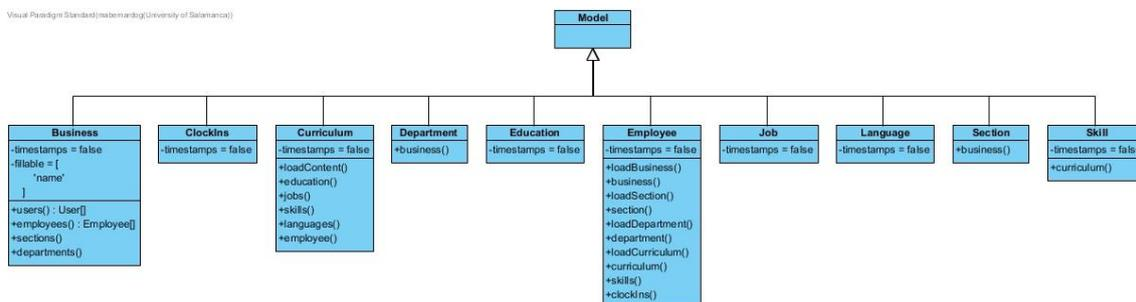 Visual Paradigm Standard(mabernardog(University of Salamanca))
Model
Business
-timestamps = false
-fillable = [
'name'
]
+users() : User[]
+employees() : Employee[]
+sections()
+departments()
ClockIns
-timestamps = false
Curriculum
-timestamps = false
+loadContent()
+education()
+jobs()
+skills()
+languages()
+employee()
Department
+business()
Education
-timestamps = false
Employee
-timestamps = false
+loadBusiness()
+business()
+loadSection()
+section()
+loadDepartment()
+department()
+loadCurriculum()
+curriculum()
+skills()
+clockIns()
Job
-timestamps = false
Language
-timestamps = false
Section
+business()
Skill
-timestamps = false
+curriculum()